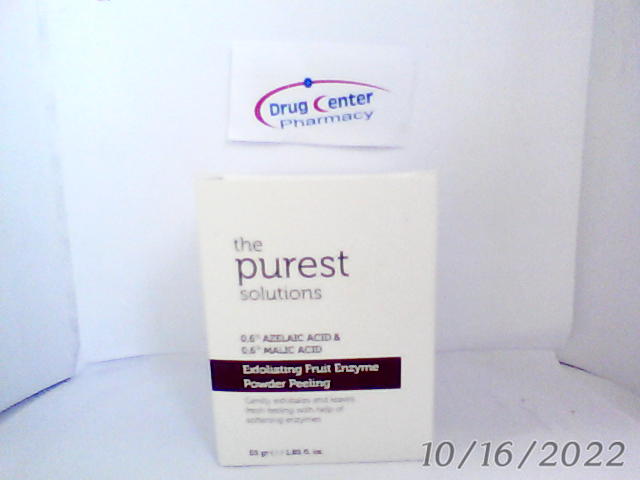 Drug Center
Pharmacy
the
purest
solutions
0,6% AZELAIC ACID &
0,6% MALIC ACID
Exfoliating Fruit Enzyme
Powder Peeling
Gently exfoliates and leaves
fresh feeling with help of
softening enzymes
55 gr 1.85 fl. oz.
10/16/2022